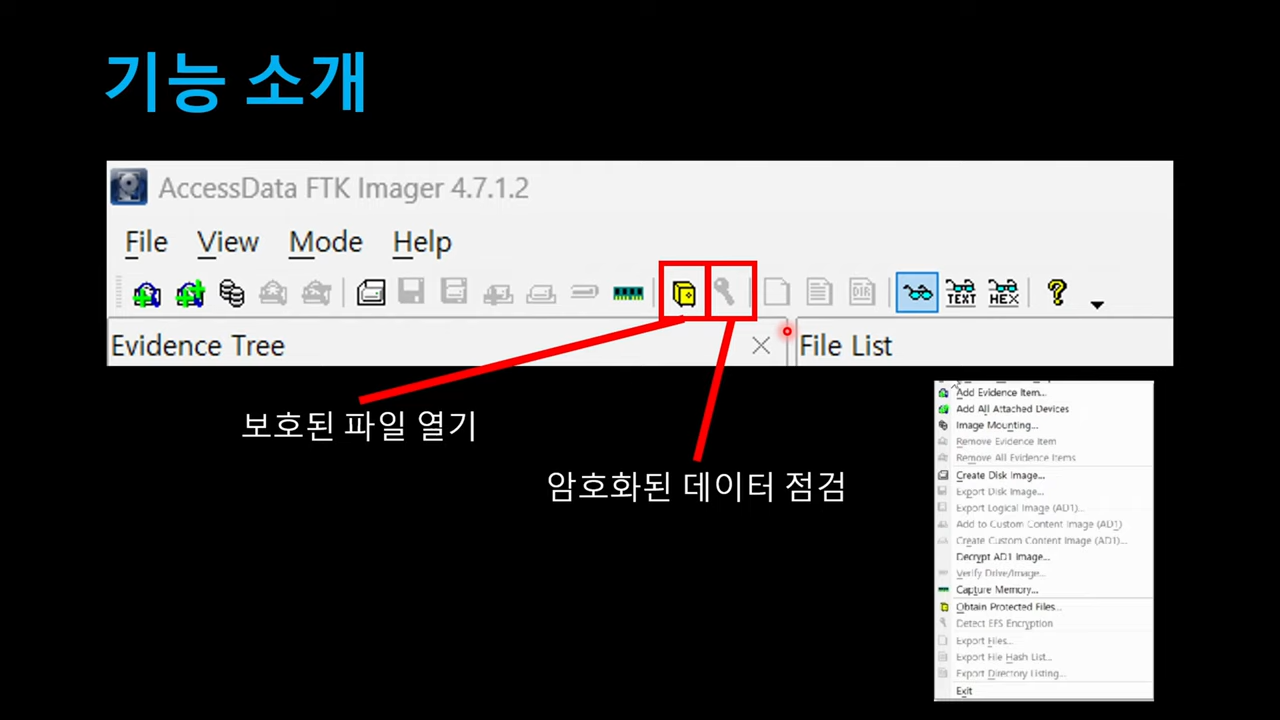 기능 소개
AccessData FTK Imager 4.7.1.2
File View Mode Help
DIR TEXT HEX
Evidence Tree
File List
보호된 파일 열기
암호화된 데이터 점검
Add Evidence Item...
Add All Attached Devices
Image Mounting...
Remove Evidence Item
Remove All Evidence Items
Create Disk Image...
Export Disk Image...
Export Logical Image (AD1)...
Add to Custom Content Image (AD1)
Create Custom Content Image (AD1)...
Decrypt AD1 image...
Verify Drive/Image...
Capture Memory...
Obtain Protected Files...
Detect EFS Encryption
Export Files...
Export File Hash List...
Export Directory Listing...
Exit